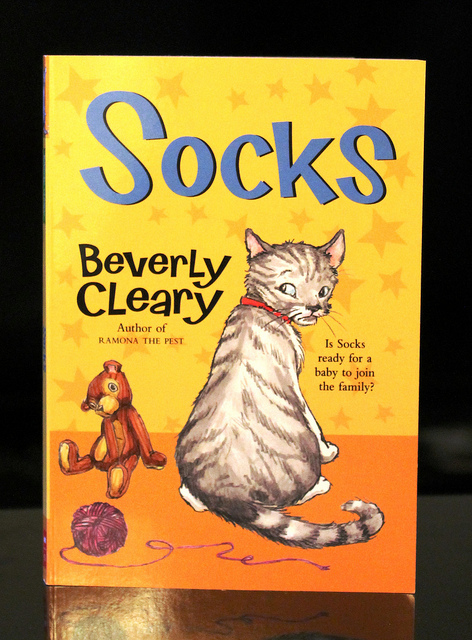 Socks
Beverly
Cleary
Author of
RAMONA THE PEST
Is Socks
ready for a
baby to join
the family?